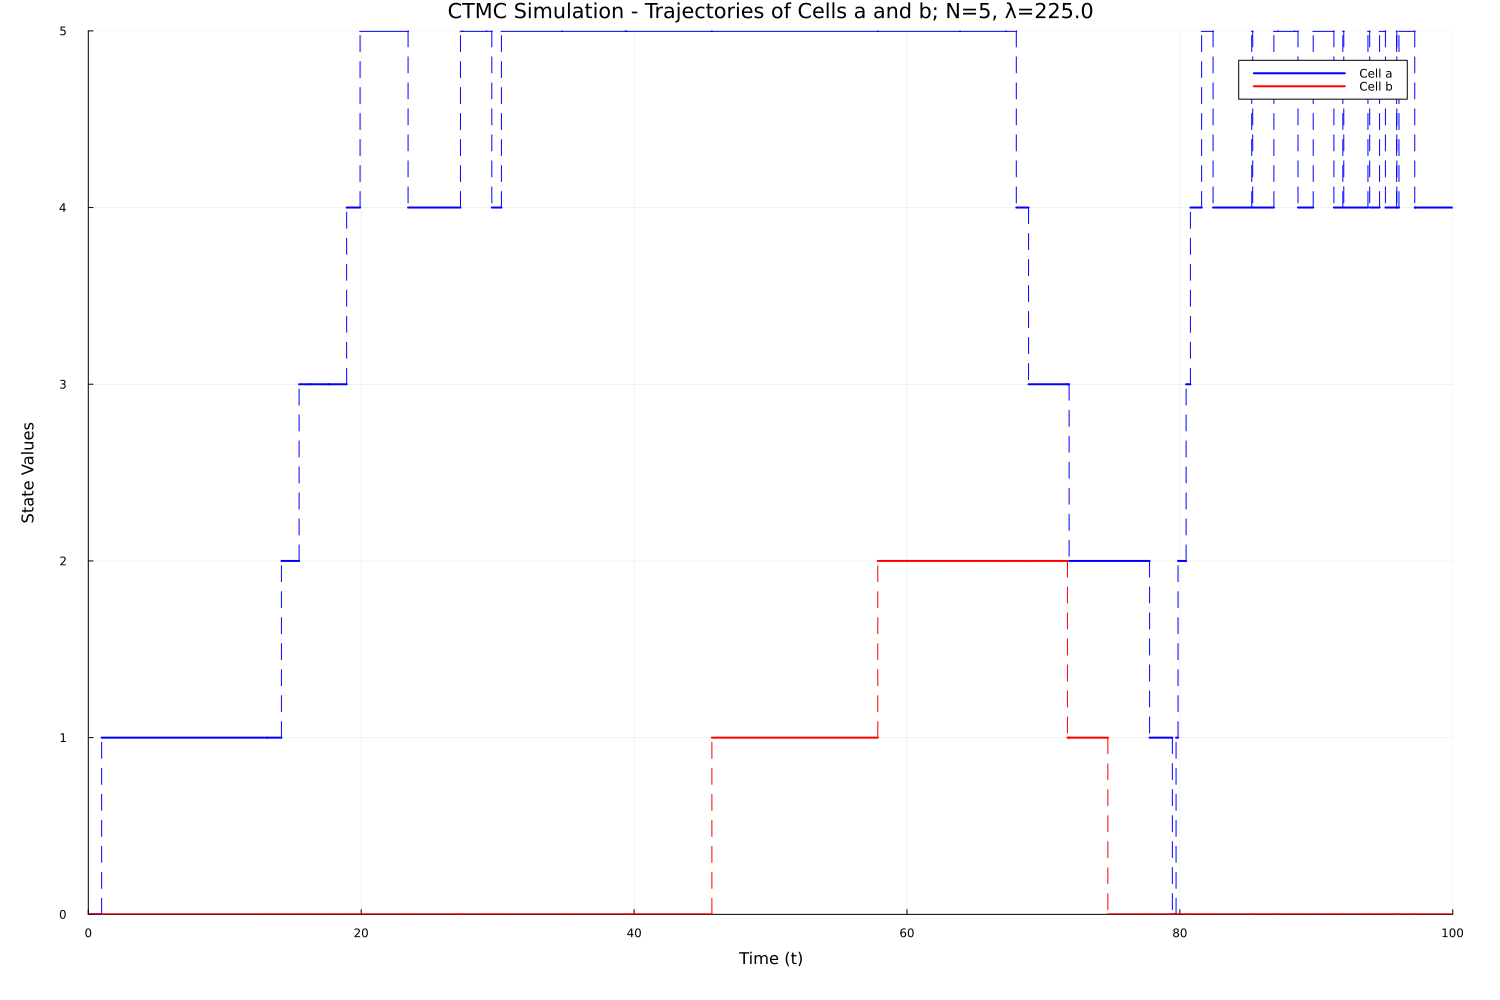 CTMC Simulation - Trajectories of Cells a and b; N=5, λ=225.0
5
Cell a
Cell b
4
3
State Values
2
1
0
0 20 40 60 80 100
Time (t)